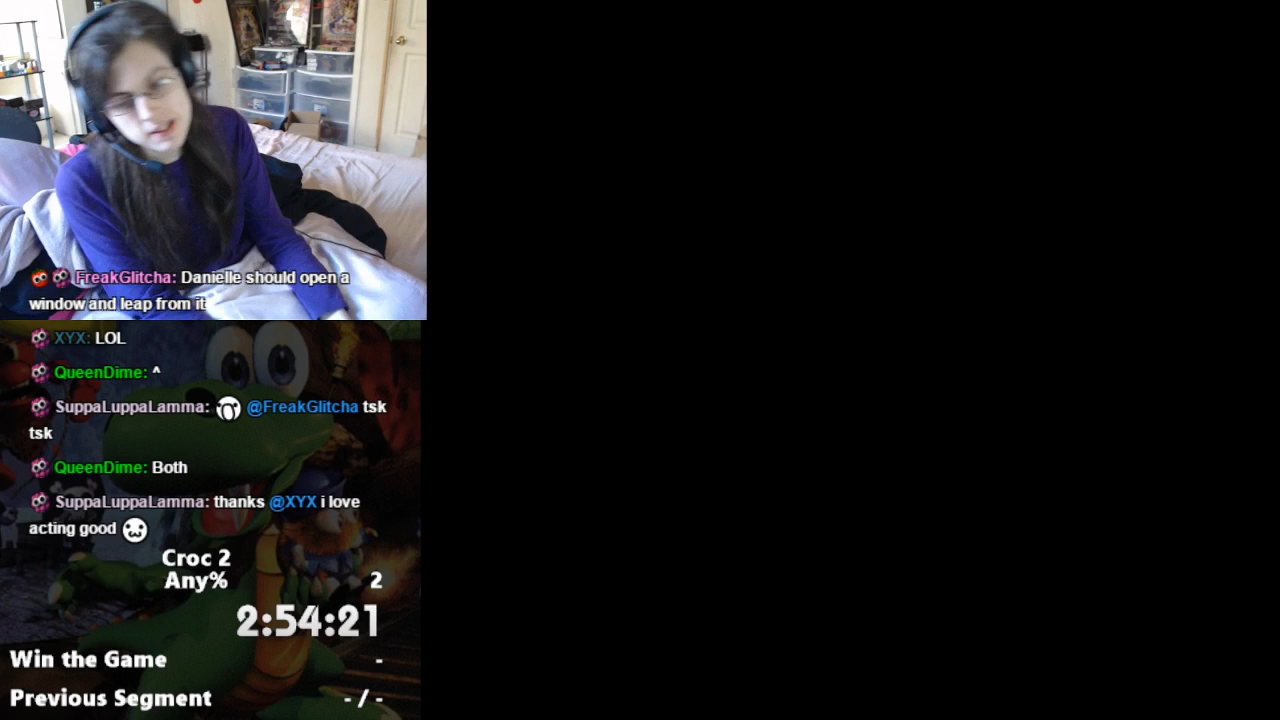 FreakGlitcha: Danielle should open a
window and leap from it
XYX: LOL
QueenDime: ^
SuppaLuppaLamma: @FreakGlitcha tsk
tsk
QueenDime: Both
SuppaLuppaLamma: thanks @XYX i love
acting good
Croc 2
Any% 2
2:54:21
Win the Game -
Previous Segment - / -